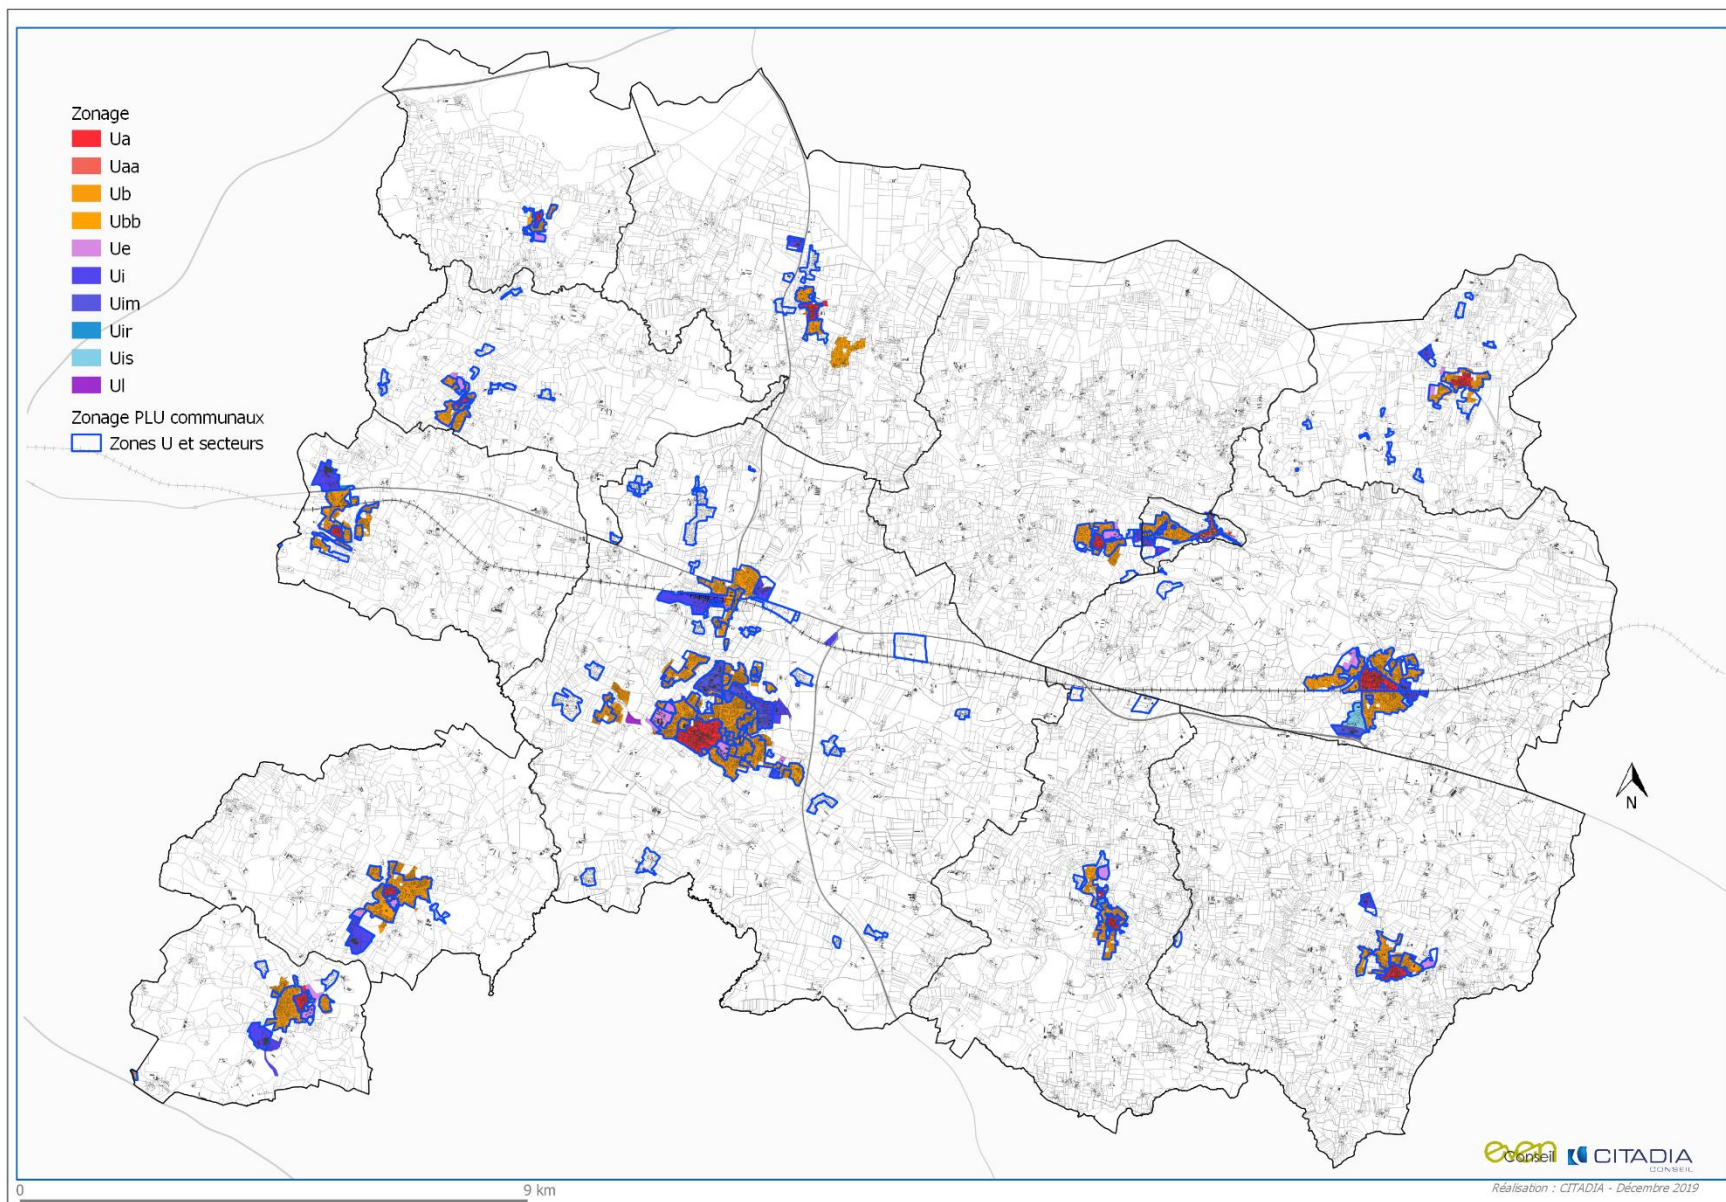 Zonage
Ua
Uaa
Ub
Ubb
Ue
Ui
Uim
Uir
Uis
Ul
Zonage PLU communaux
Zones U et secteurs
N
even
Conseil
CITADIA
CONSEIL
0
9 km
Réalisation : CITADIA - Décembre 2019